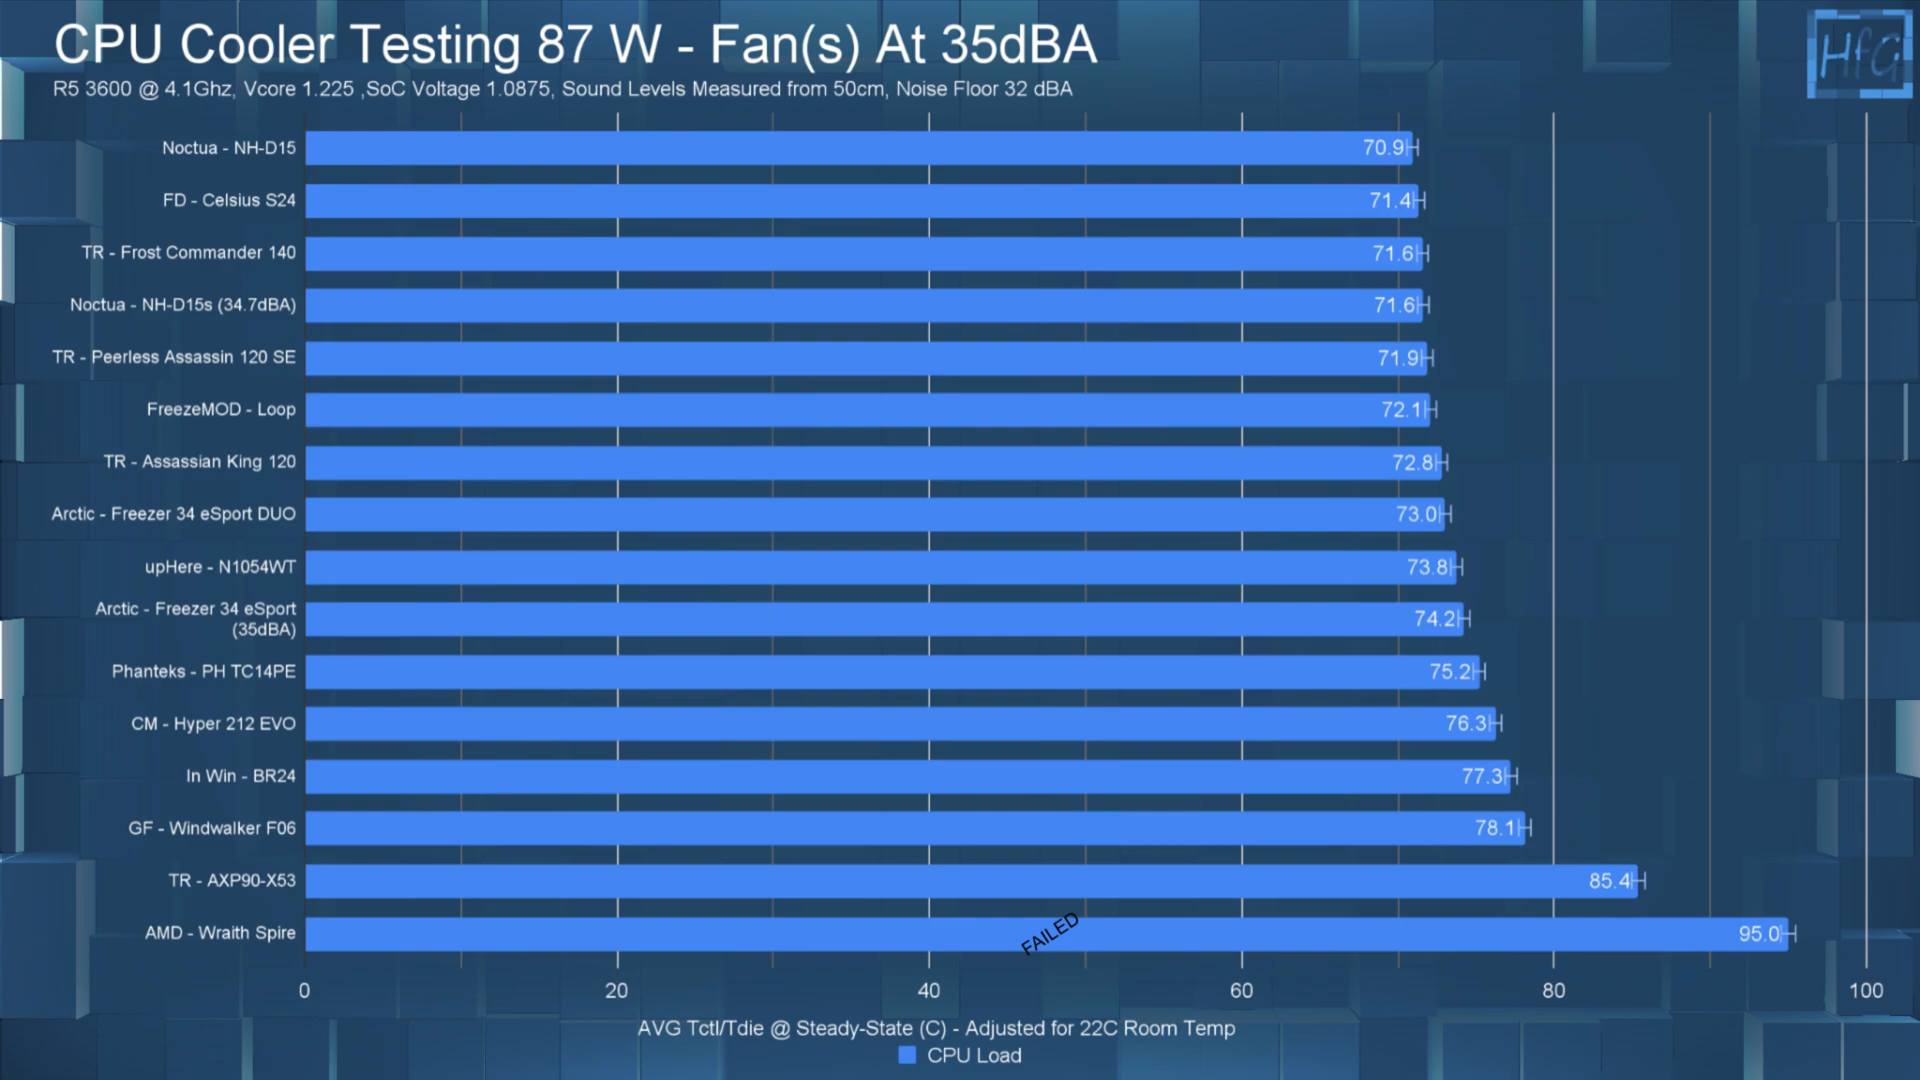 CPU Cooler Testing 87 W - Fan(s) At 35dBA
HfG
R5 3600 @ 4.1Ghz, Vcore 1.225 ,SoC Voltage 1.0875, Sound Levels Measured from 50cm, Noise Floor 32 dBA
Noctua - NH-D15 70.9
FD - Celsius S24 71.4
TR - Frost Commander 140 71.6
Noctua - NH-D15s (34.7dBA) 71.6
TR - Peerless Assassin 120 SE 71.9
FreezeMOD - Loop 72.1
TR - Assassian King 120 72.8
Arctic - Freezer 34 eSport DUO 73.0
upHere - N1054WT 73.8
Arctic - Freezer 34 eSport
(35dBA) 74.2
Phanteks - PH TC14PE 75.2
CM - Hyper 212 EVO 76.3
In Win - BR24 77.3
GF - Windwalker F06 78.1
TR - AXP90-X53 85.4
AMD - Wraith Spire FAILED 95.0
0 20 40 60 80 100
AVG Tctl/Tdie @ Steady-State (C) - Adjusted for 22C Room Temp
CPU Load